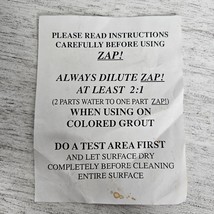 PLEASE READ INSTRUCTIONS
CAREFULLY BEFORE USING
ZAP!
ALWAYS DILUTE ZAP!
AT LEAST 2:1
(2 PARTS WATER TO ONE PART ZAP!)
WHEN USING ON
COLORED GROUT
DO A TEST AREA FIRST
AND LET SURFACE DRY
COMPLETELY BEFORE CLEANING
ENTIRE SURFACE